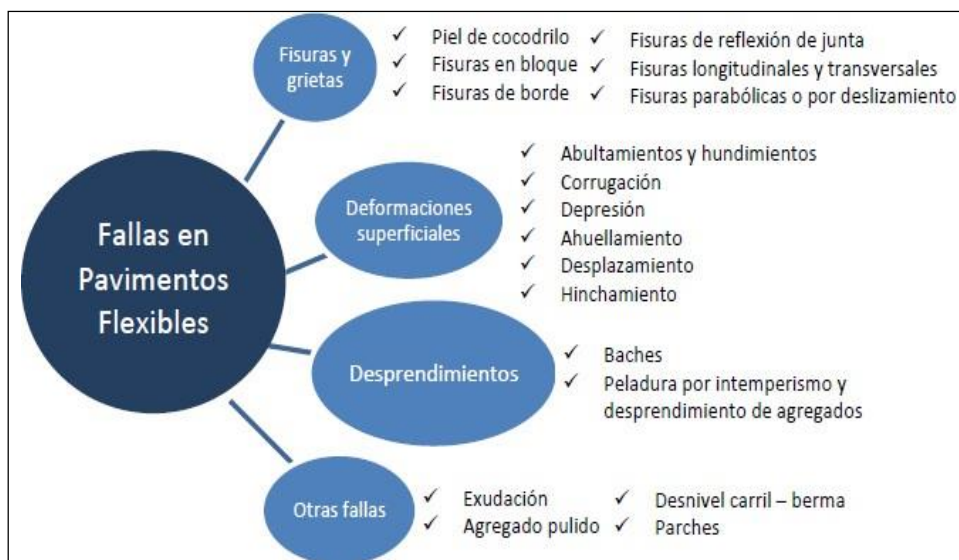 Fallas en
Pavimentos
Flexibles
Fisuras y
grietas
✓ Piel de cocodrilo
✓ Fisuras en bloque
✓ Fisuras de borde
✓ Fisuras de reflexión de junta
✓ Fisuras longitudinales y transversales
✓ Fisuras parabólicas o por deslizamiento
Deformaciones
superficiales
✓ Abultamientos y hundimientos
✓ Corrugación
✓ Depresión
✓ Ahuellamiento
✓ Desplazamiento
✓ Hinchamiento
Desprendimientos
✓ Baches
✓ Peladura por intemperismo y
desprendimiento de agregados
Otras fallas
✓ Exudación
✓ Agregado pulido
✓ Desnivel carril – berma
✓ Parches